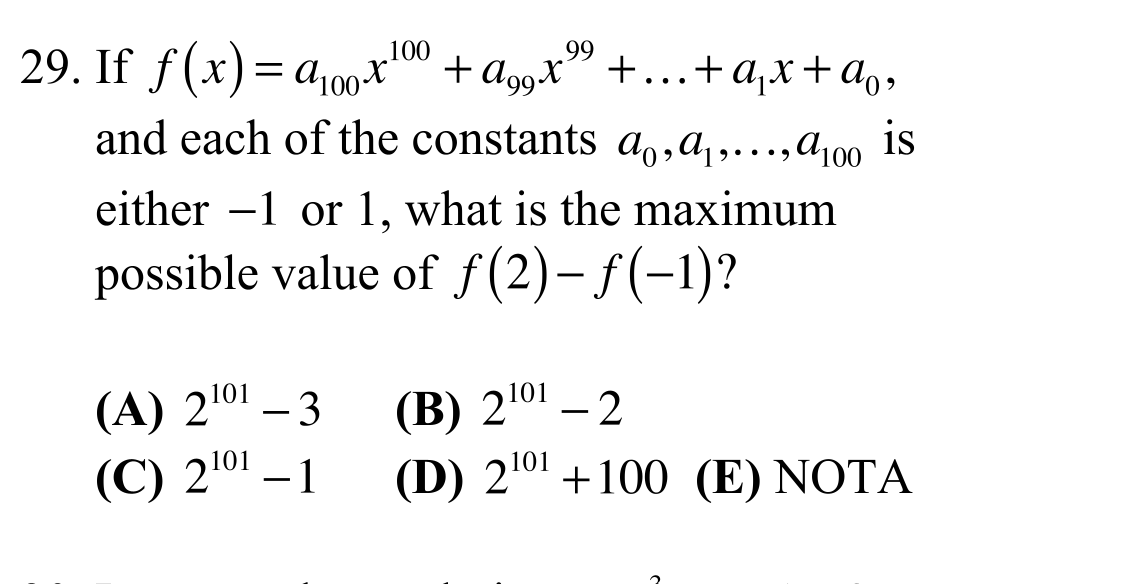 29. If f(x) = a₁₀₀x¹⁰⁰ + a₉₉x⁹⁹ + ... + a₁x + a₀,
and each of the constants a₀, a₁, ..., a₁₀₀ is
either −1 or 1, what is the maximum
possible value of f(2) − f(−1)?
(A) 2¹⁰¹ − 3 (B) 2¹⁰¹ − 2
(C) 2¹⁰¹ − 1 (D) 2¹⁰¹ + 100 (E) NOTA